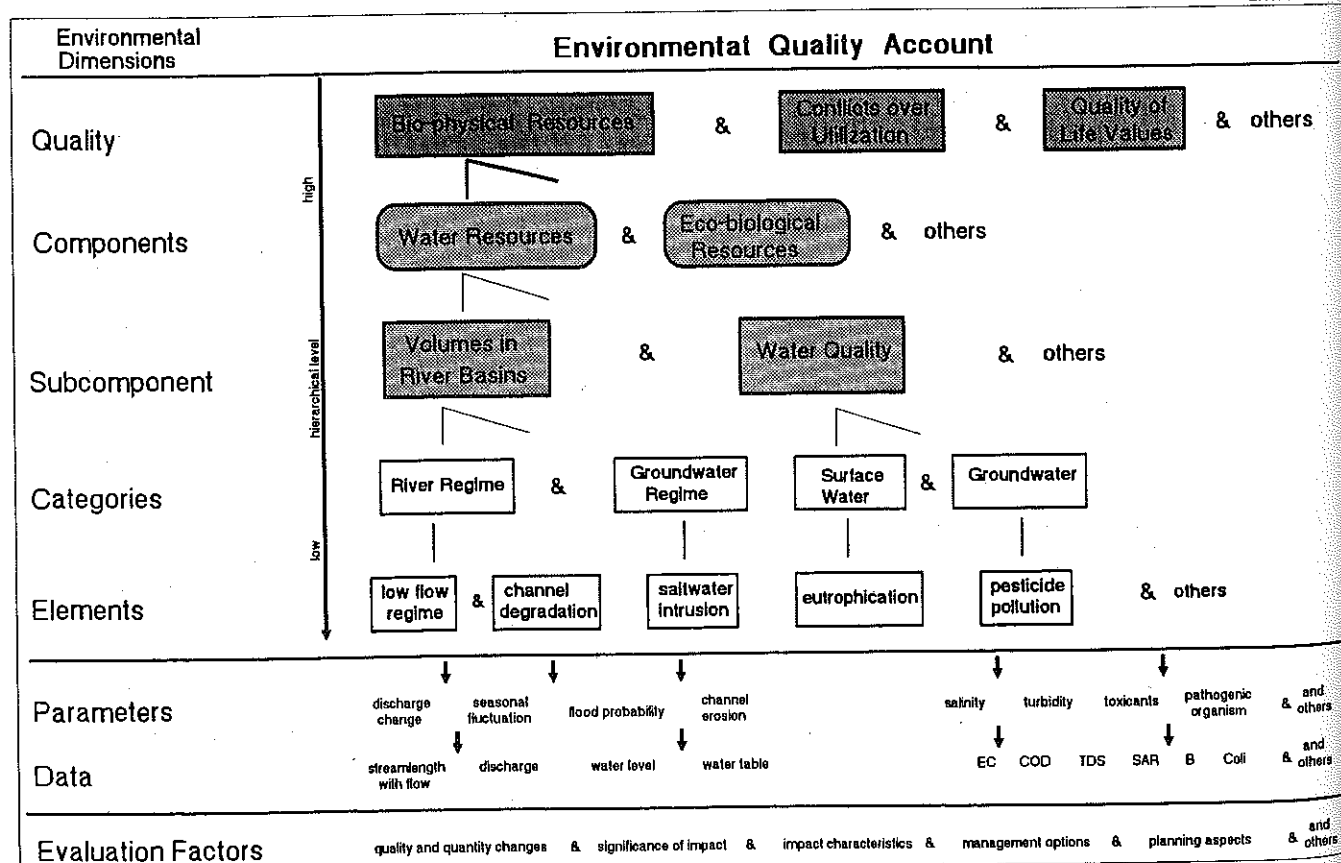 Environmental
Dimensions
Environmental Quality Account
Quality
Bio-physical Resources & Conflicts over
Utilization & Quality of
Life Values & others
high
Components
Water Resources & Eco-biological
Resources & others
hierarchical level
Subcomponent
Volumes in
River Basins & Water Quality & others
Categories
River Regime & Groundwater
Regime Surface
Water & Groundwater
low
Elements
low flow
regime & channel
degradation saltwater
intrusion eutrophication pesticide
pollution & others
Parameters
discharge
change seasonal
fluctuation flood probability channel
erosion salinity turbidity toxicants pathogenic
organism & and
others
Data
streamlength
with flow discharge water level water table EC COD TDS SAR B Coli & and
others
Evaluation Factors
quality and quantity changes & significance of impact & impact characteristics & management options & planning aspects & and
others